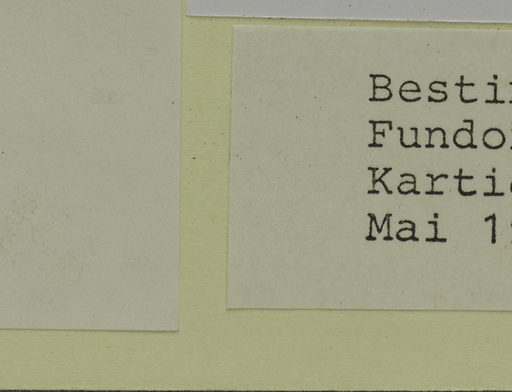 Besti
Fundo
Karti
Mai 1